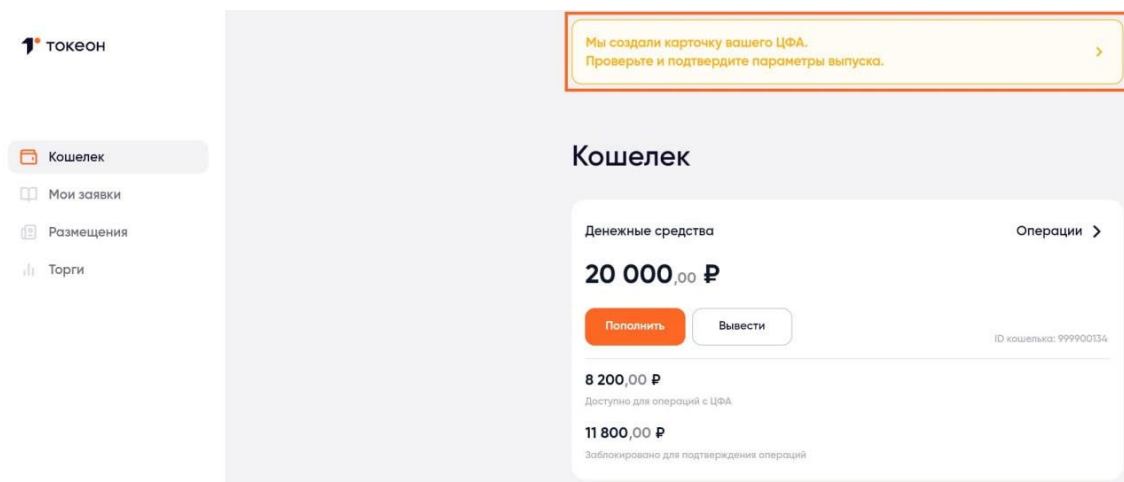 токеон
Мы создали карточку вашего ЦФА.
Проверьте и подтвердите параметры выпуска.
Кошелек
Мои заявки
Размещения
Торги
Кошелек
Денежные средства
Операции
20 000,00 ₽
Пополнить
Вывести
ID кошелька: 999900134
8 200,00 ₽
Доступно для операций с ЦФА
11 800,00 ₽
Заблокировано для подтверждения операций